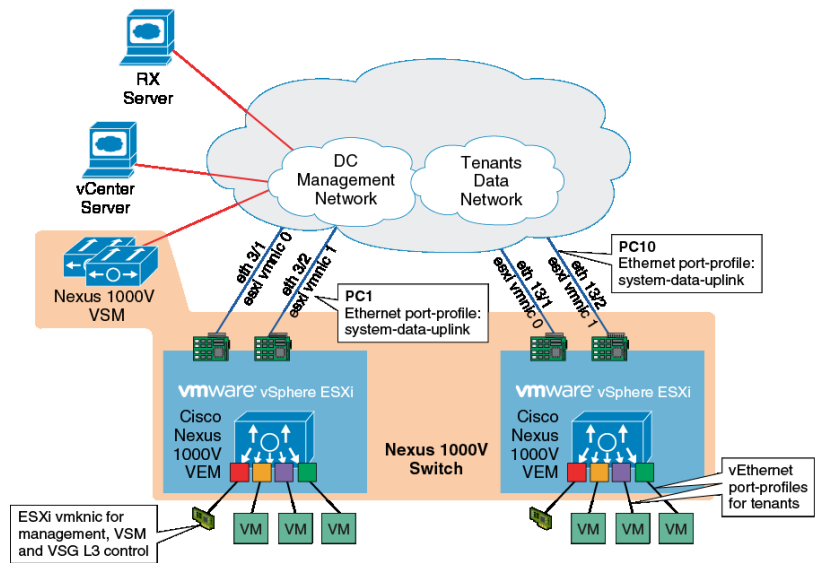 RX
Server
vCenter
Server
DC
Management
Network
Tenants
Data
Network
Nexus 1000V
VSM
eth 3/1
esxi vmnic 0
eth 3/2
esxi vmnic 1
PC1
Ethernet port-profile:
system-data-uplink
eth 13/1
esxi vmnic 0
eth 13/2
esxi vmnic 1
PC10
Ethernet port-profile:
system-data-uplink
vmware vSphere ESXi
Cisco
Nexus
1000V
VEM
Nexus 1000V
Switch
vmware vSphere ESXi
Cisco
Nexus
1000V
VEM
vEthernet
port-profiles
for tenants
ESXi vmknic for
management, VSM
and VSG L3 control
VM
VM
VM
VM
VM
VM